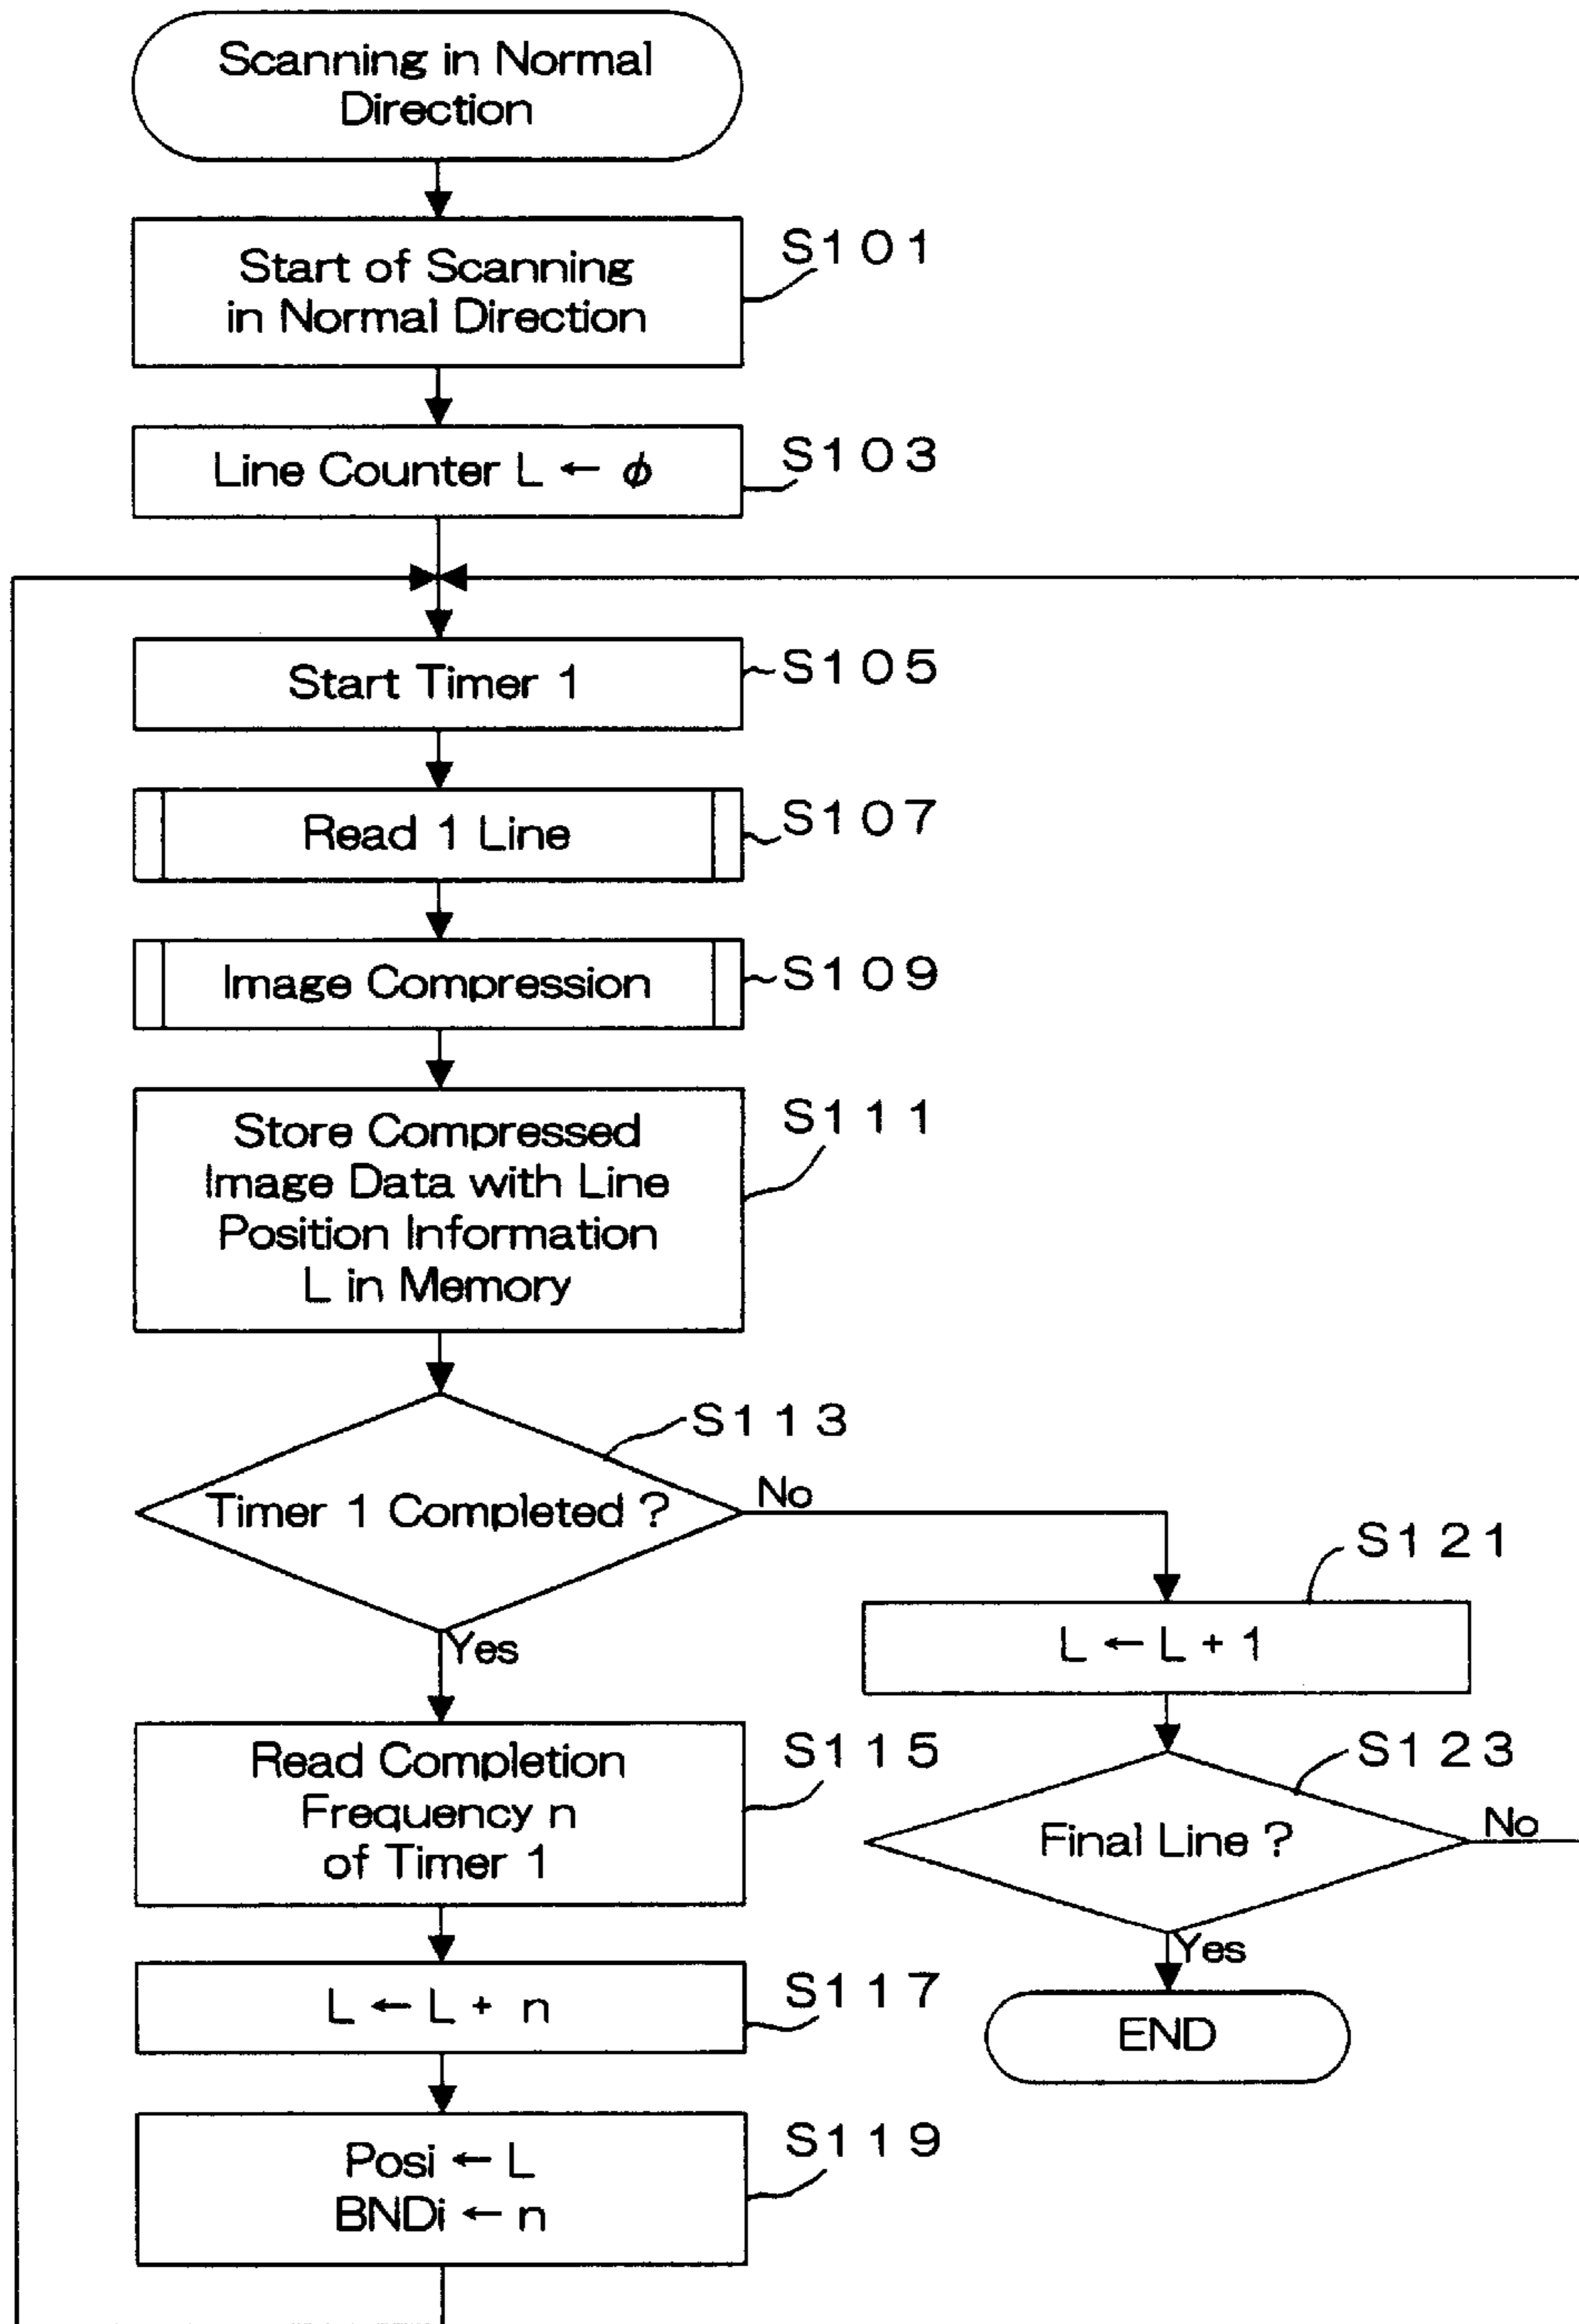 Scanning in Normal
Direction
Start of Scanning
in Normal Direction
S101
Line Counter L ← ϕ
S103
Start Timer 1
S105
Read 1 Line
S107
Image Compression
S109
Store Compressed
Image Data with Line
Position Information
L in Memory
S111
Timer 1 Completed ?
S113
No
Yes
L ← L + 1
S121
Read Completion
Frequency n
of Timer 1
S115
Final Line ?
S123
No
Yes
L ← L + n
S117
END
Posi ← L
BNDi ← n
S119